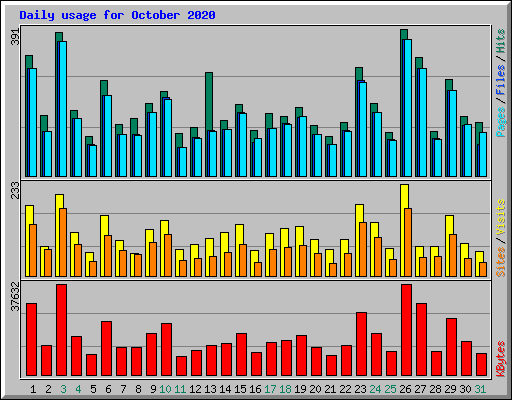 Daily usage for October 2020
391
Pages / Files / Hits
233
Sites / Visits
37632
KBytes
1 2 3 4 5 6 7 8 9 10 11 12 13 14 15 16 17 18 19 20 21 22 23 24 25 26 27 28 29 30 31